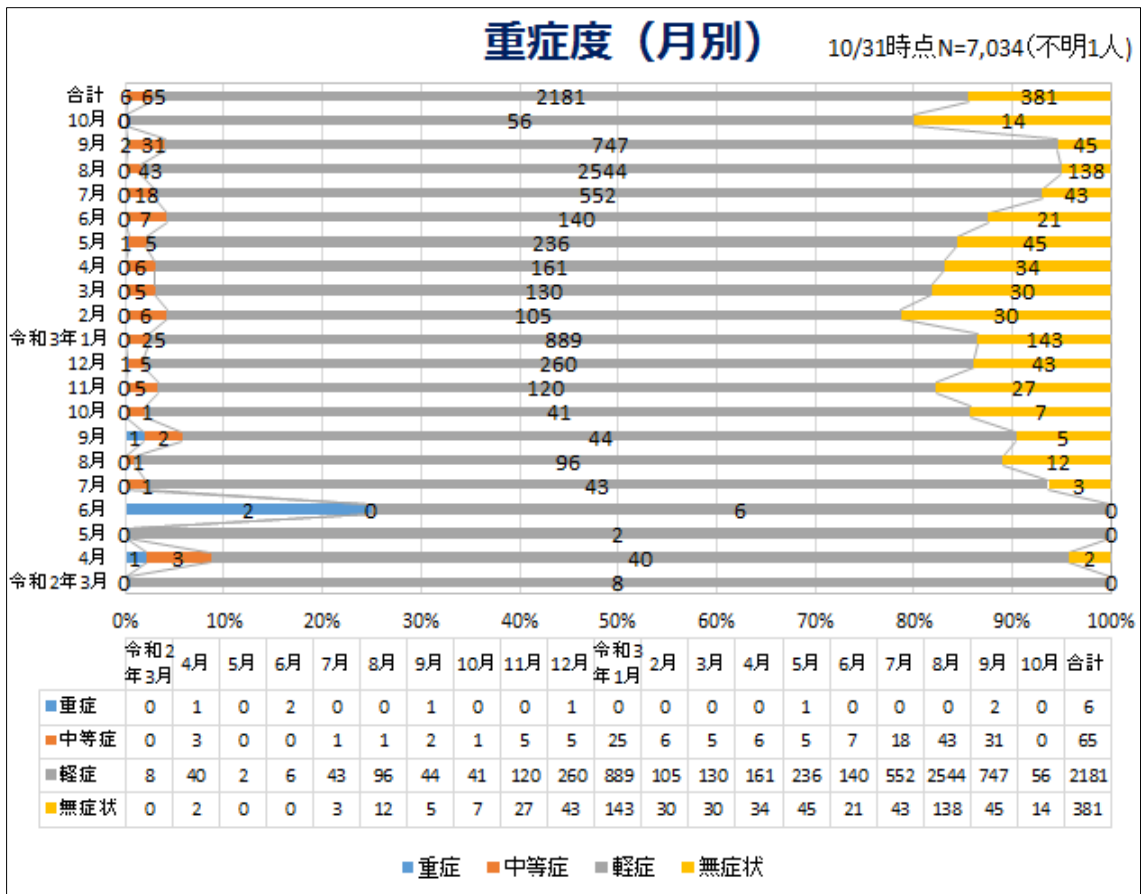 重症度（月別）
10/31時点N=7,034(不明1人)
合計 6 65 2181 381
10月 0 56 14
9月 2 31 747 45
8月 0 43 2544 138
7月 0 18 552 43
6月 0 7 140 21
5月 1 5 236 45
4月 0 6 161 34
3月 0 5 130 30
2月 0 6 105 30
令和3年1月 0 25 889 143
12月 1 5 260 43
11月 0 5 120 27
10月 0 1 41 7
9月 1 2 44 5
8月 0 1 96 12
7月 0 1 43 3
6月 2 0 6 0
5月 0 2 0
4月 1 3 40 2
令和2年3月 0 8 0
0% 10% 20% 30% 40% 50% 60% 70% 80% 90% 100%
令和2年3月 4月 5月 6月 7月 8月 9月 10月 11月 12月 令和3年1月 2月 3月 4月 5月 6月 7月 8月 9月 10月 合計
重症 0 1 0 2 0 0 1 0 0 1 0 0 0 0 1 0 0 0 2 0 6
中等症 0 3 0 0 1 1 2 1 5 5 25 6 5 6 5 7 18 43 31 0 65
軽症 8 40 2 6 43 96 44 41 120 260 889 105 130 161 236 140 552 2544 747 56 2181
無症状 0 2 0 0 3 12 5 7 27 43 143 30 30 34 45 21 43 138 45 14 381
重症 中等症 軽症 無症状